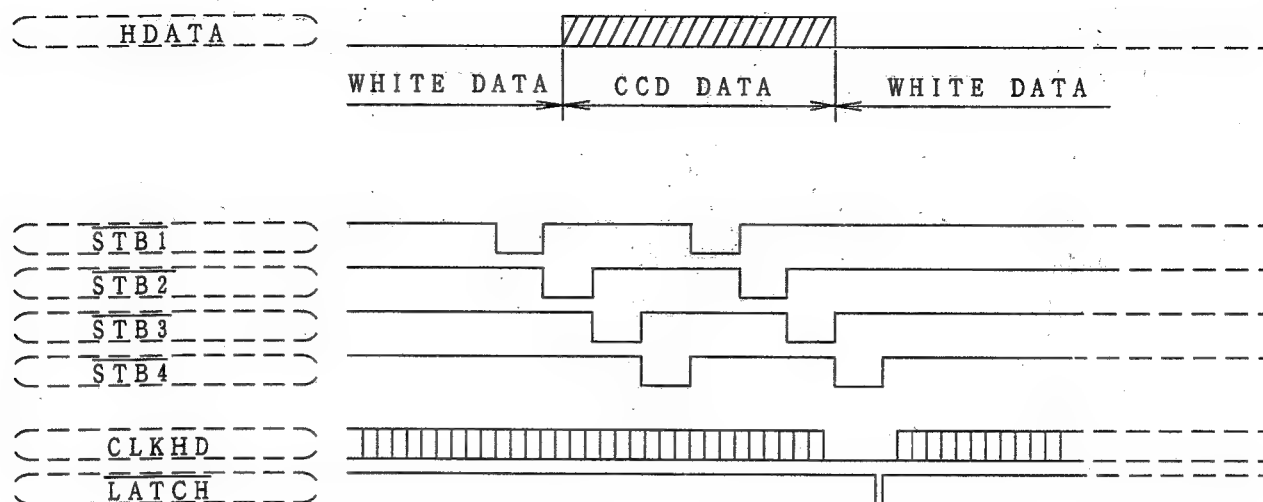 HDATA
WHITE DATA CCD DATA WHITE DATA
STB1
STB2
STB3
STB4
CLKHD
LATCH